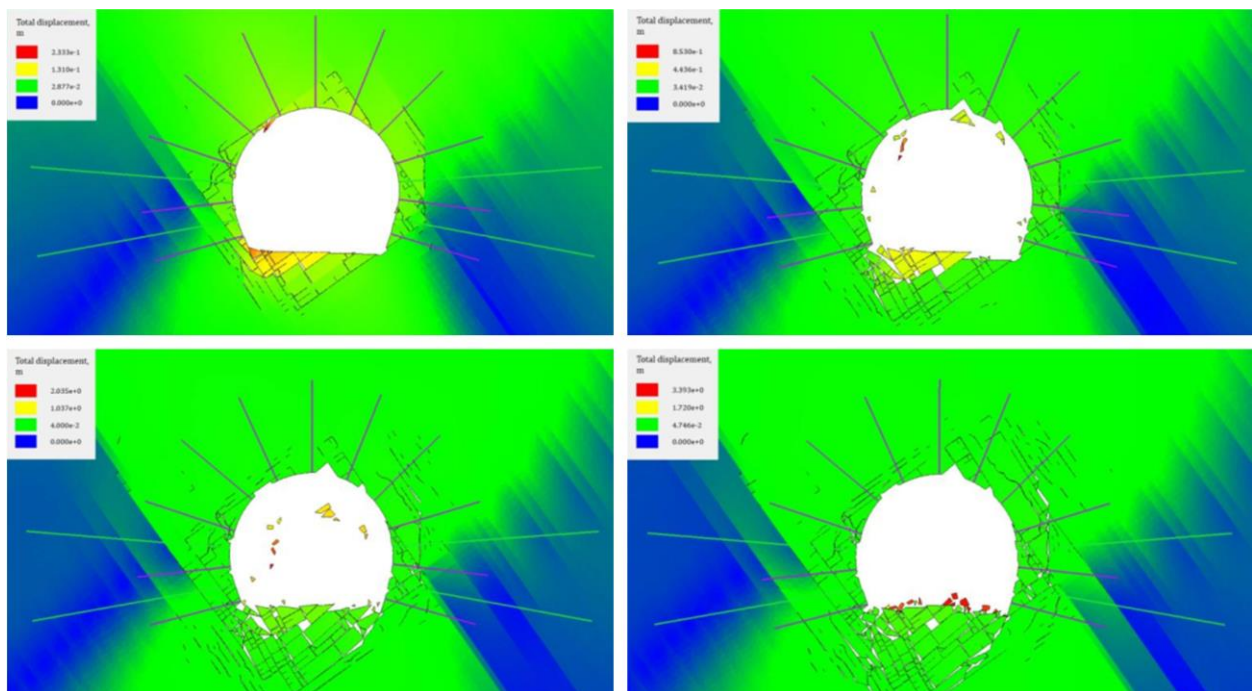 Total displacement,
m
2.333e-1
1.310e-1
2.877e-2
0.000e+0
Total displacement,
m
8.530e-1
4.436e-1
3.419e-2
0.000e+0
Total displacement,
m
2.035e+0
1.037e+0
4.000e-2
0.000e+0
Total displacement,
m
3.393e+0
1.720e+0
4.746e-2
0.000e+0